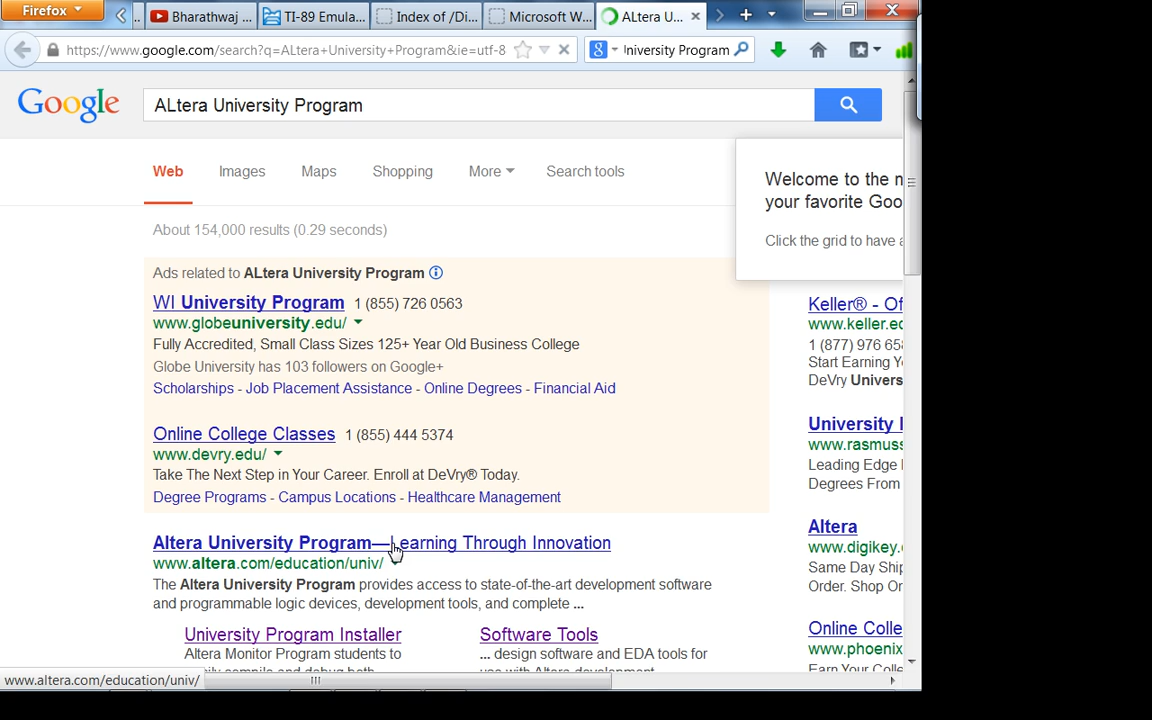 Firefox
Bharathwaj ...
TI-89 Emula...
Index of /Di...
Microsoft W...
ALtera U...
https://www.google.com/search?q=ALtera+University+Program&ie=utf-8
8
niversity Program
Google
ALtera University Program
Web
Images
Maps
Shopping
More
Search tools
Welcome to the n
your favorite Goo
Click the grid to have a
About 154,000 results (0.29 seconds)
Ads related to ALtera University Program
WI University Program 1 (855) 726 0563
www.globeuniversity.edu/
Fully Accredited, Small Class Sizes 125+ Year Old Business College
Globe University has 103 followers on Google+
Scholarships - Job Placement Assistance - Online Degrees - Financial Aid
Online College Classes 1 (855) 444 5374
www.devry.edu/
Take The Next Step in Your Career. Enroll at DeVry® Today.
Degree Programs - Campus Locations - Healthcare Management
Altera University Program—Learning Through Innovation
www.altera.com/education/univ/
The Altera University Program provides access to state-of-the-art development software
and programmable logic devices, development tools, and complete ...
University Program Installer
Altera Monitor Program students to
Software Tools
... design software and EDA tools for
Keller® - Of
www.keller.ed
1 (877) 976 658
Start Earning Y
DeVry Univers
University
www.rasmuss
Leading Edge
Degrees From
Altera
www.digikey.
Same Day Ship
Order. Shop Or
Online Colle
www.phoenix
Earn Your Colle
www.altera.com/education/univ/